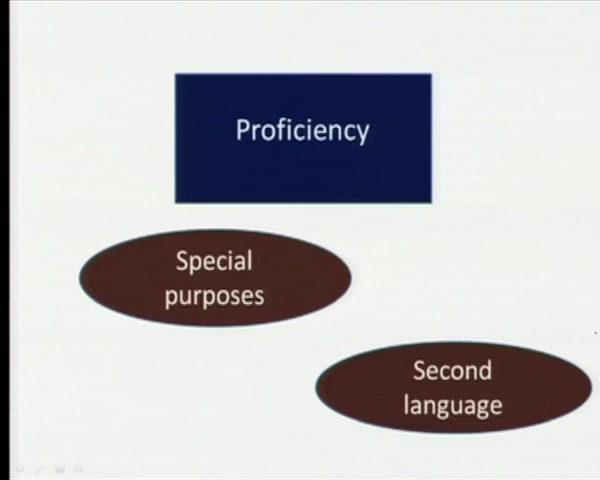 Proficiency
Special
purposes
Second
language